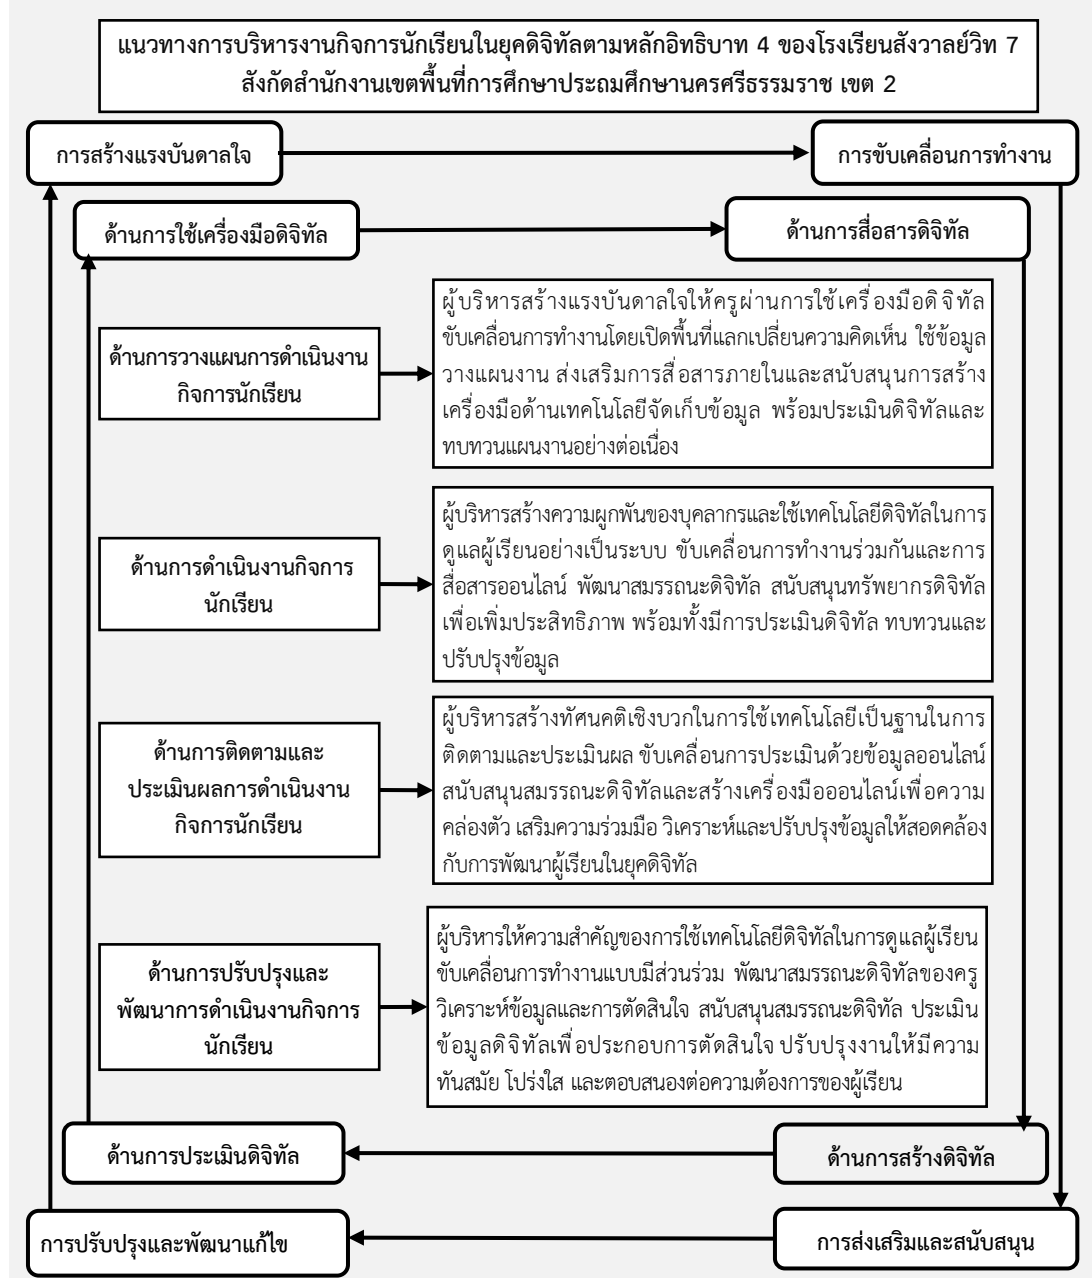 แนวทางการบริหารงานกิจการนักเรียนในยุคดิจิทัลตามหลักอิทธิบาท 4 ของโรงเรียนสังวาลย์วิท 7
สังกัดสำนักงานเขตพื้นที่การศึกษาประถมศึกษานครศรีธรรมราช เขต 2
การสร้างแรงบันดาลใจ
การขับเคลื่อนการทำงาน
ด้านการใช้เครื่องมือดิจิทัล
ด้านการสื่อสารดิจิทัล
ด้านการวางแผนการดำเนินงาน
กิจการนักเรียน
ผู้บริหารสร้างแรงบันดาลใจให้ครูผ่านการใช้เครื่องมือดิจิทัล
ขับเคลื่อนการทำงานโดยเปิดพื้นที่แลกเปลี่ยนความคิดเห็น ใช้ข้อมูล
วางแผนงาน ส่งเสริมการสื่อสารภายในและสนับสนุนการสร้าง
เครื่องมือด้านเทคโนโลยีจัดเก็บข้อมูล พร้อมประเมินดิจิทัลและ
ทบทวนแผนงานอย่างต่อเนื่อง
ด้านการดำเนินงานกิจการ
นักเรียน
ผู้บริหารสร้างความผูกพันของบุคลากรและใช้เทคโนโลยีดิจิทัลในการ
ดูแลผู้เรียนอย่างเป็นระบบ ขับเคลื่อนการทำงานร่วมกันและการ
สื่อสารออนไลน์ พัฒนาสมรรถนะดิจิทัล สนับสนุนทรัพยากรดิจิทัล
เพื่อเพิ่มประสิทธิภาพ พร้อมทั้งมีการประเมินดิจิทัล ทบทวนและ
ปรับปรุงข้อมูล
ด้านการติดตามและ
ประเมินผลการดำเนินงาน
กิจการนักเรียน
ผู้บริหารสร้างทัศนคติเชิงบวกในการใช้เทคโนโลยีเป็นฐานในการ
ติดตามและประเมินผล ขับเคลื่อนการประเมินด้วยข้อมูลออนไลน์
สนับสนุนสมรรถนะดิจิทัลและสร้างเครื่องมือออนไลน์เพื่อความ
คล่องตัว เสริมความร่วมมือ วิเคราะห์และปรับปรุงข้อมูลให้สอดคล้อง
กับการพัฒนาผู้เรียนในยุคดิจิทัล
ด้านการปรับปรุงและ
พัฒนาการดำเนินงานกิจการ
นักเรียน
ผู้บริหารให้ความสำคัญของการใช้เทคโนโลยีดิจิทัลในการดูแลผู้เรียน
ขับเคลื่อนการทำงานแบบมีส่วนร่วม พัฒนาสมรรถนะดิจิทัลของครู
วิเคราะห์ข้อมูลและการตัดสินใจ สนับสนุนสมรรถนะดิจิทัล ประเมิน
ข้อมูลดิจิทัลเพื่อประกอบการตัดสินใจ ปรับปรุงงานให้มีความ
ทันสมัย โปร่งใส และตอบสนองต่อความต้องการของผู้เรียน
ด้านการประเมินดิจิทัล
ด้านการสร้างดิจิทัล
การปรับปรุงและพัฒนาแก้ไข
การส่งเสริมและสนับสนุน